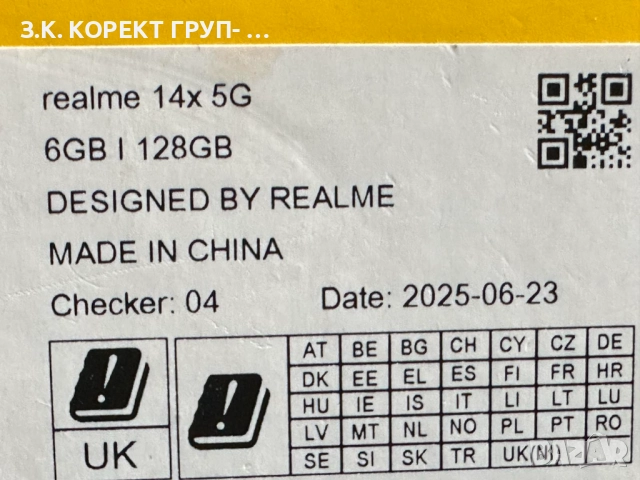 З.К. КОРЕКТ ГРУП- ...
realme 14x 5G
6GB | 128GB
DESIGNED BY REALME
MADE IN CHINA
Checker: 04 Date: 2025-06-23
AT BE BG CH CY CZ DE
DK EE EL ES FI FR HR
HU IE IS IT LI LT LU
LV MT NL NO PL PT RO
SE SI SK TR UK(NI)
UK